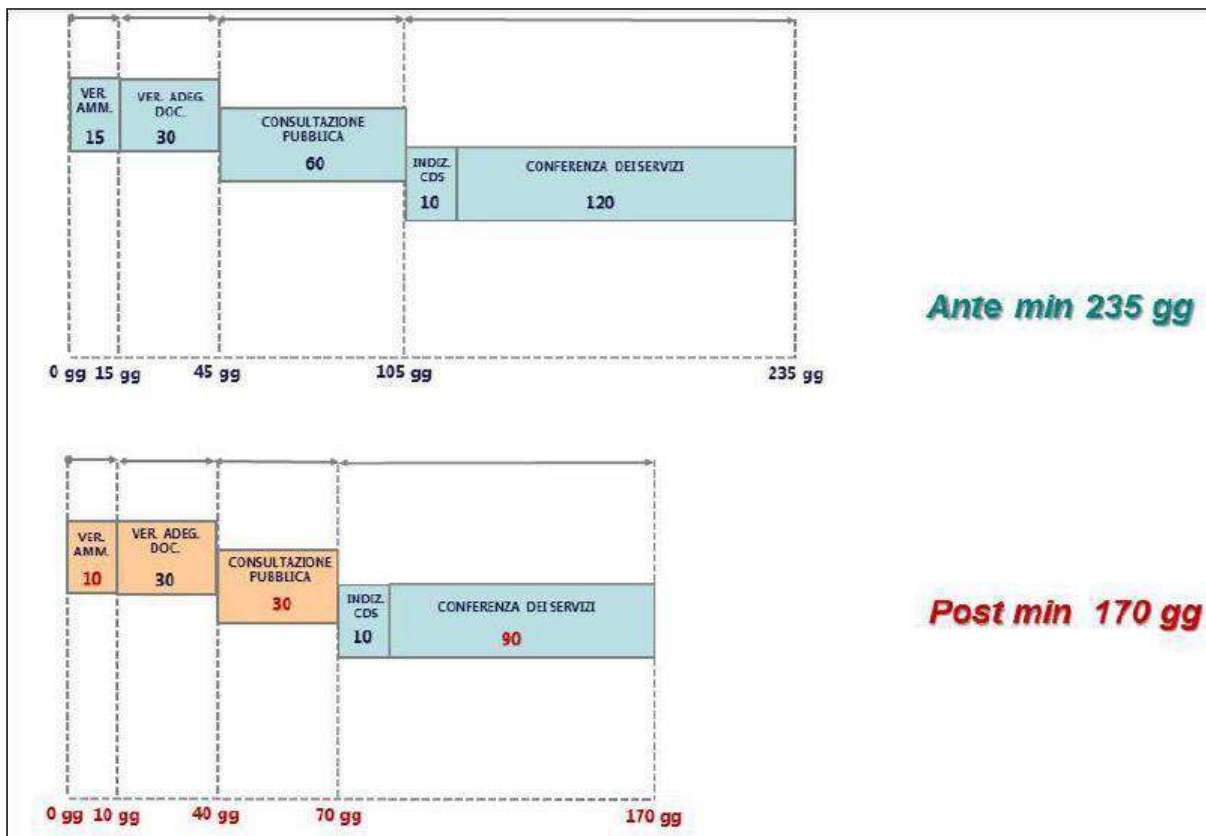 VER.
AMM.
15
VER. ADEG.
DOC.
30
CONSULTAZIONE
PUBBLICA
60
INDIZ.
CDS
10
CONFERENZA DEI SERVIZI
120
Ante min 235 gg
0 gg 15 gg 45 gg 105 gg 235 gg
VER.
AMM.
10
VER. ADEG.
DOC.
30
CONSULTAZIONE
PUBBLICA
30
INDIZ.
CDS
10
CONFERENZA DEI SERVIZI
90
Post min 170 gg
0 gg 10 gg 40 gg 70 gg 170 gg